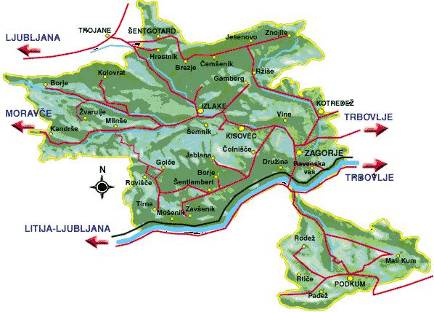 TROJANE
ŠENTGOTARD
Jesenovo
Znojile
LJUBLJANA
Hrastnik
Brezje
Čemšenik
Kolovrat
Borje
Gamberg
Ržiše
IZLAKE
KOTREDEŽ
MORAVČE
Žvarulje
Mlinše
Vine
TRBOVLJE
Kandrše
Šemnik
KISOVEC
Čolnišče
ZAGORJE
Jablana
Golče
Borje
Družina
Ravenska
vas
TRBOVLJE
N
Rovišče
Šentlambert
Tirna
Zavšenik
Mošenik
LITIJA-LJUBLJANA
Rodež
Mali Kum
Rtiče
PODKUM
Padež